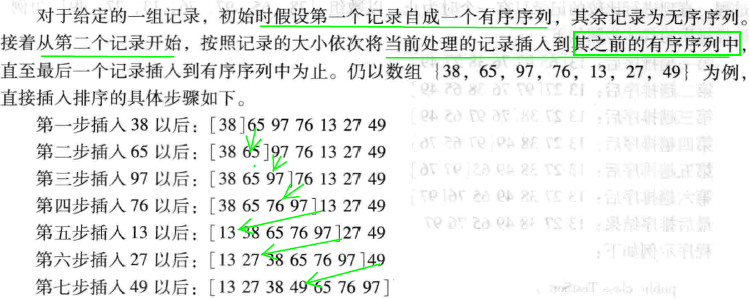 对于给定的一组记录，初始时假设第一个记录自成一个有序序列，其余记录为无序序列。
接着从第二个记录开始，按照记录的大小依次将当前处理的记录插入到其之前的有序序列中，
直至最后一个记录插入到有序序列中为止。仍以数组 {38，65，97，76，13，27，49} 为例，
直接插入排序的具体步骤如下。
第一步插入 38 以后：[38]65 97 76 13 27 49
第二步插入 65 以后：[38 65]97 76 13 27 49
第三步插入 97 以后：[38 65 97]76 13 27 49
第四步插入 76 以后：[38 65 76 97]13 27 49
第五步插入 13 以后：[13 38 65 76 97]27 49
第六步插入 27 以后：[13 27 38 65 76 97]49
第七步插入 49 以后：[13 27 38 49 65 76 97]